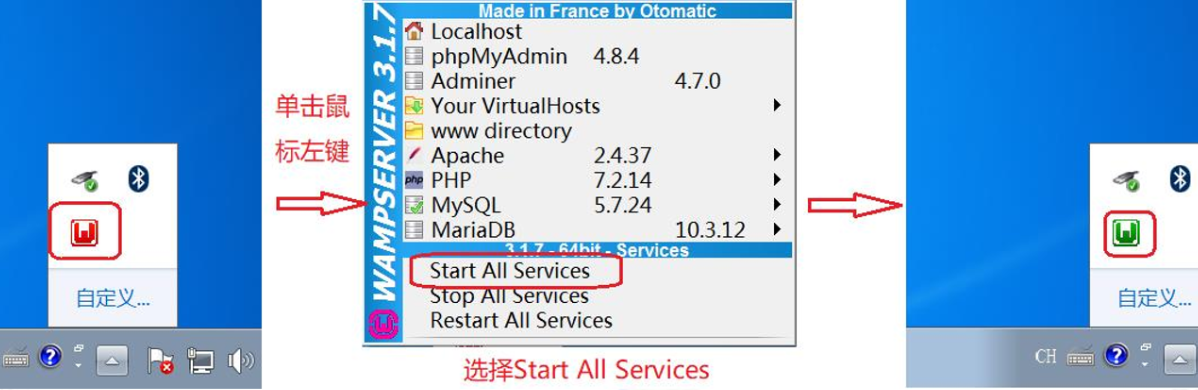 自定义...
单击鼠
标左键
WAMPSERVER 3.1.7
Made in France by Otomatic
Localhost
phpMyAdmin 4.8.4
Adminer 4.7.0
Your VirtualHosts
www directory
Apache 2.4.37
php PHP 7.2.14
MySQL 5.7.24
MariaDB 10.3.12
3.1.7 - 64bit - Services
Start All Services
Stop All Services
Restart All Services
选择Start All Services
自定义...
CH